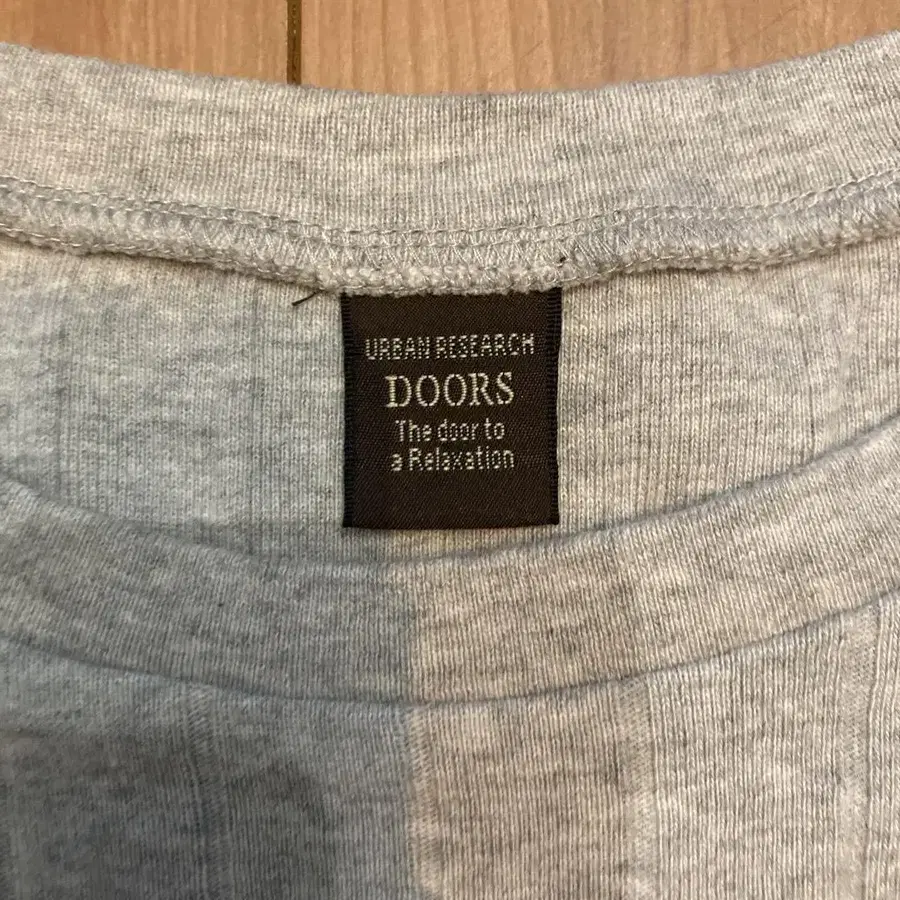 URBAN RESEARCH
DOORS
The door to
a Relaxation